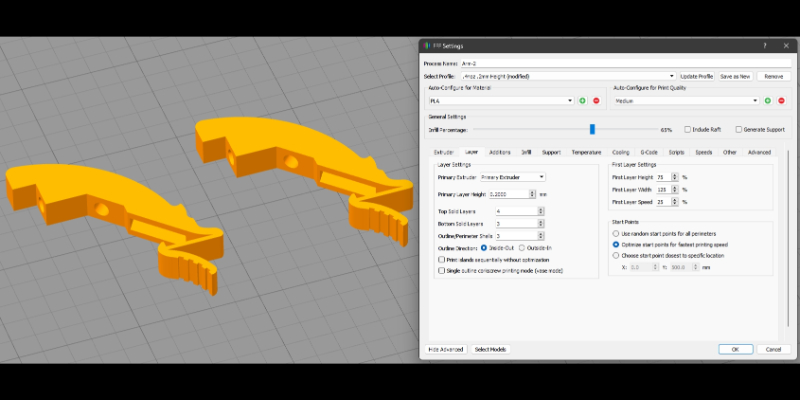 Settings
Process Name: Arm-2
Select Profile: .4noz .2mm Height (modified) Update Profile Save as New Remove
Auto-Configure for Material Auto-Configure for Print Quality
PLA Medium
General Settings
Infill Percentage: 65% Include Raft Generate Support
Extruder Layer Additions Infill Support Temperature Cooling G-Code Scripts Speeds Other Advanced
Layer Settings First Layer Settings
Primary Extruder Primary Extruder First Layer Height 75 %
Primary Layer Height 0.2000 mm First Layer Width 125 %
First Layer Speed 25 %
Top Solid Layers 4
Bottom Solid Layers 3
Outline/Perimeter Shells 3
Outline Direction: Inside-Out Outside-In
Print islands sequentially without optimization
Single outline corkscrew printing mode (vase mode)
Start Points
Use random start points for all perimeters
Optimize start points for fastest printing speed
Choose start point closest to specific location
X: 0.0 Y: 300.0 mm
Hide Advanced Select Models OK Cancel